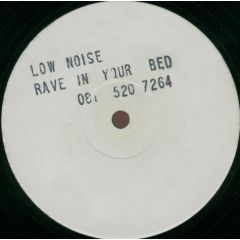 LOW NOISE
RAVE IN YOUR BED
081 520 7264